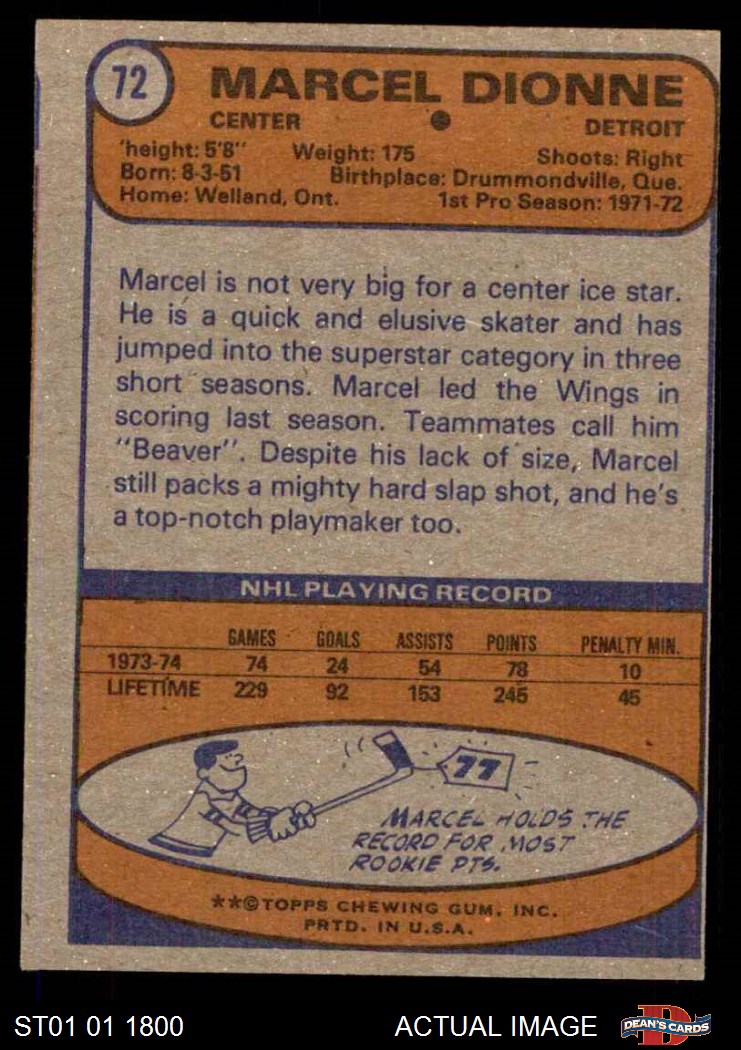 72
MARCEL DIONNE
CENTER ● DETROIT
'height: 5'8" Weight: 175 Shoots: Right
Born: 8-3-51 Birthplace: Drummondville, Que.
Home: Welland, Ont. 1st Pro Season: 1971-72
Marcel is not very big for a center ice star.
He is a quick and elusive skater and has
jumped into the superstar category in three
short seasons. Marcel led the Wings in
scoring last season. Teammates call him
"Beaver". Despite his lack of size, Marcel
still packs a mighty hard slap shot, and he's
a top-notch playmaker too.
NHL PLAYING RECORD
GAMES GOALS ASSISTS POINTS PENALTY MIN.
1973-74 74 24 54 78 10
LIFETIME 229 92 153 245 45
77
MARCEL HOLDS THE
RECORD FOR MOST
ROOKIE PTS.
**©TOPPS CHEWING GUM, INC.
PRTD. IN U.S.A.
ST01 01 1800 ACTUAL IMAGE D DEAN'S CARDS